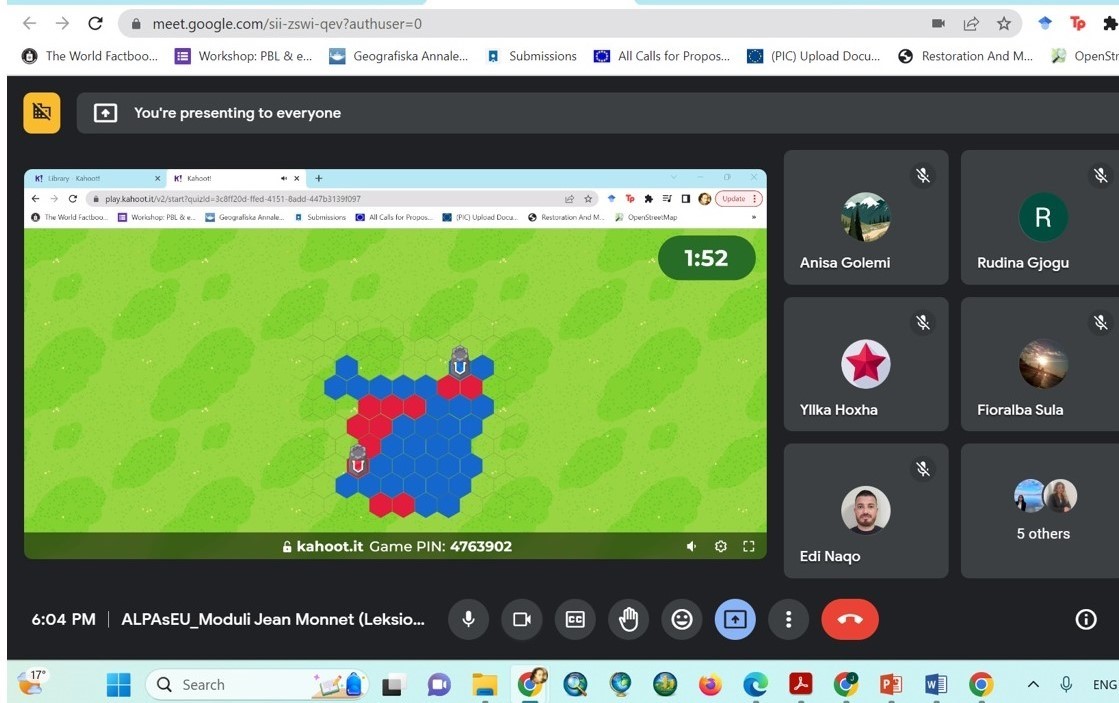 meet.google.com/sii-zswi-qev?authuser=0
Tp
The World Factboo...
Workshop: PBL & e...
Geografiska Annale...
Submissions
All Calls for Propos...
(PIC) Upload Docu...
Restoration And M...
OpenStr
You're presenting to everyone
K! Library - Kahoot!
K! Kahoot!
play.kahoot.it/v2/start?quizId=3c8ff20d-ffed-4151-8add-447b3139f097
Tp
Update
The World Factboo...
Workshop: PBL & e...
Geografiska Annale...
Submissions
All Calls for Propos...
(PIC) Upload Docu...
Restoration And M...
OpenStreetMap
»
1:52
kahoot.it Game PIN: 4763902
Anisa Golemi
R
Rudina Gjogu
Yllka Hoxha
Fioralba Sula
Edi Naqo
5 others
6:04 PM | ALPAsEU_Moduli Jean Monnet (Leksio...
CC
17°
Search
ENG